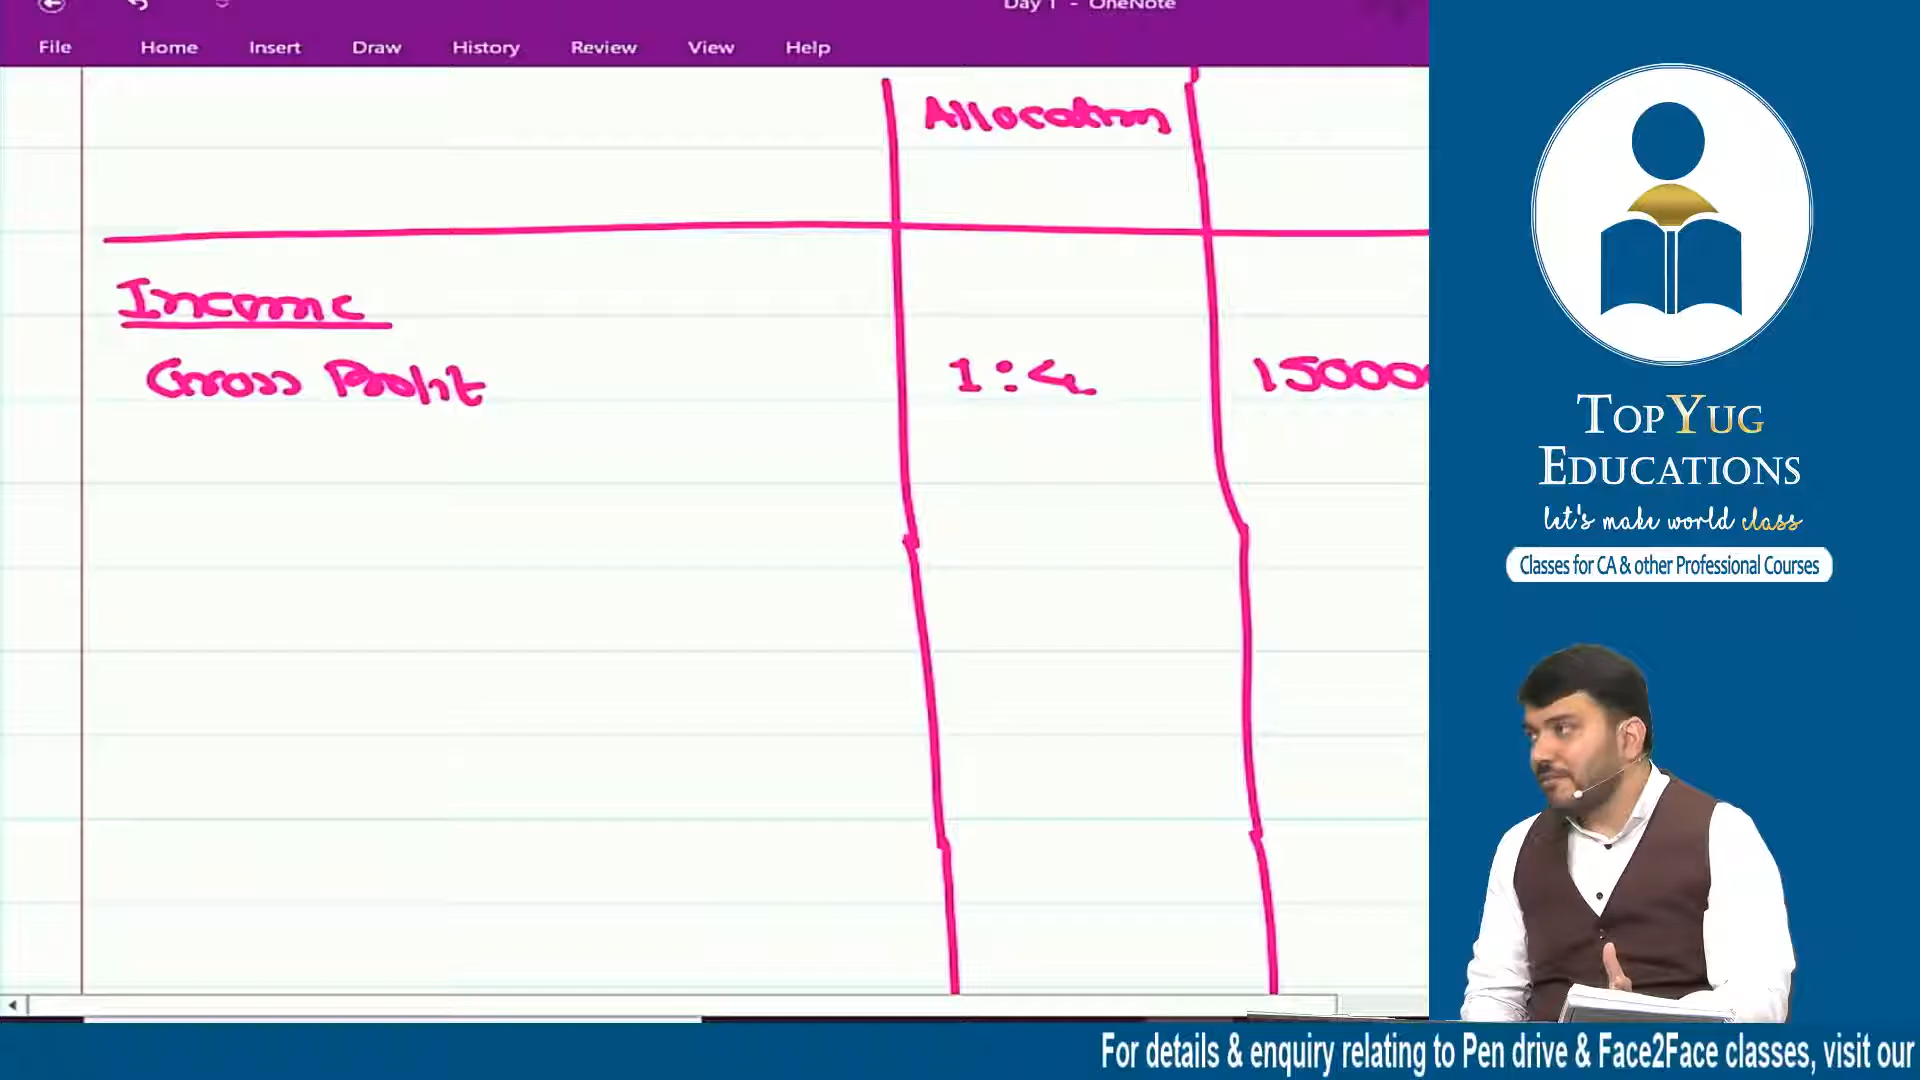 Day 1 - OneNote
File Home Insert Draw History Review View Help
Allocation
Income
Gross Profit 1:4 150000
TOPYUG
EDUCATIONS
let's make world class
Classes for CA & other Professional Courses
For details & enquiry relating to Pen drive & Face2Face classes, visit our